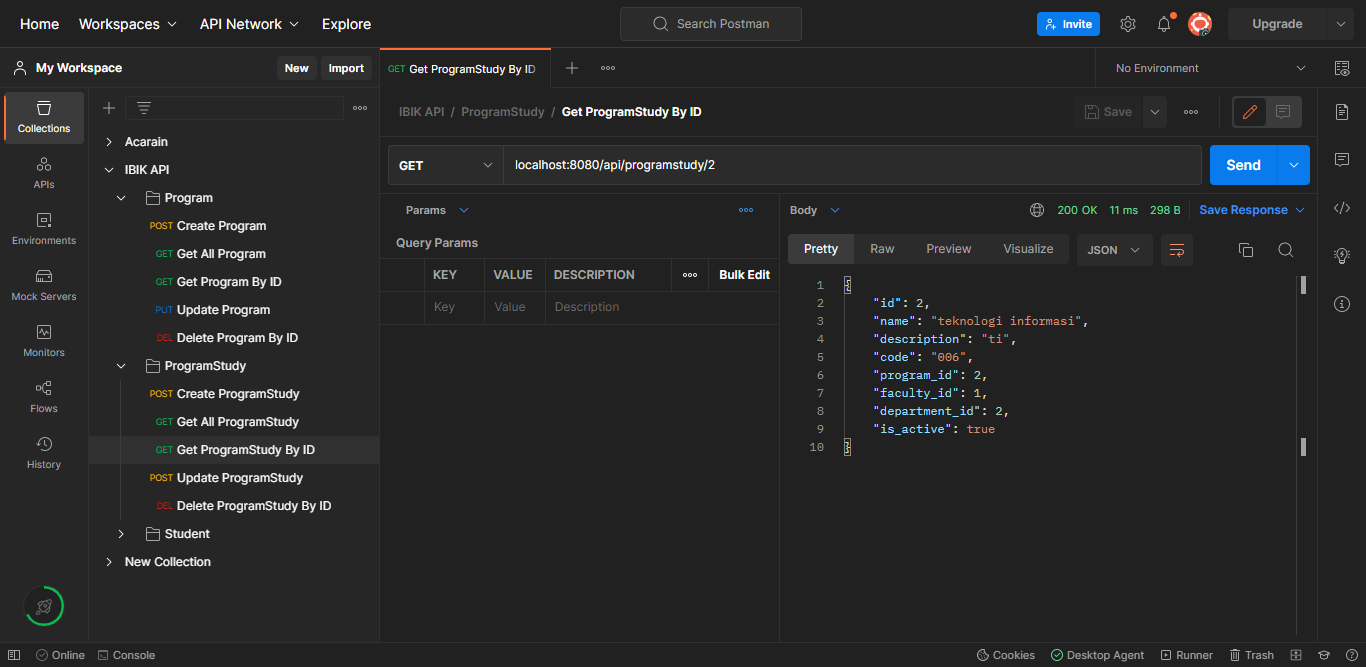 Home Workspaces API Network Explore Search Postman Invite Upgrade
My Workspace New Import GET Get ProgramStudy By ID No Environment
Collections
APIs
Environments
Mock Servers
Monitors
Flows
History
Acarain
IBIK API
Program
POST Create Program
GET Get All Program
GET Get Program By ID
PUT Update Program
DEL Delete Program By ID
ProgramStudy
POST Create ProgramStudy
GET Get All ProgramStudy
GET Get ProgramStudy By ID
POST Update ProgramStudy
DEL Delete ProgramStudy By ID
Student
New Collection
IBIK API / ProgramStudy / Get ProgramStudy By ID Save
GET localhost:8080/api/programstudy/2 Send
Params
Query Params
KEY VALUE DESCRIPTION Bulk Edit
Key Value Description
Body 200 OK 11 ms 298 B Save Response
Pretty Raw Preview Visualize JSON
1 {
2 "id": 2,
3 "name": "teknologi informasi",
4 "description": "ti",
5 "code": "006",
6 "program_id": 2,
7 "faculty_id": 1,
8 "department_id": 2,
9 "is_active": true
10 }
Online Console Cookies Desktop Agent Runner Trash